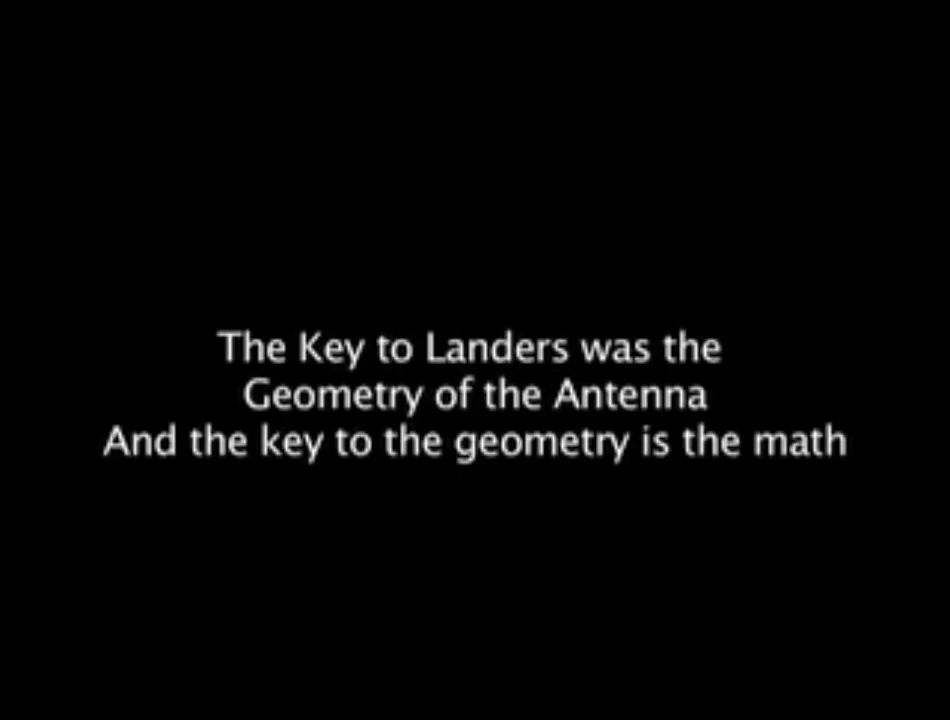 The Key to Landers was the
Geometry of the Antenna
And the key to the geometry is the math